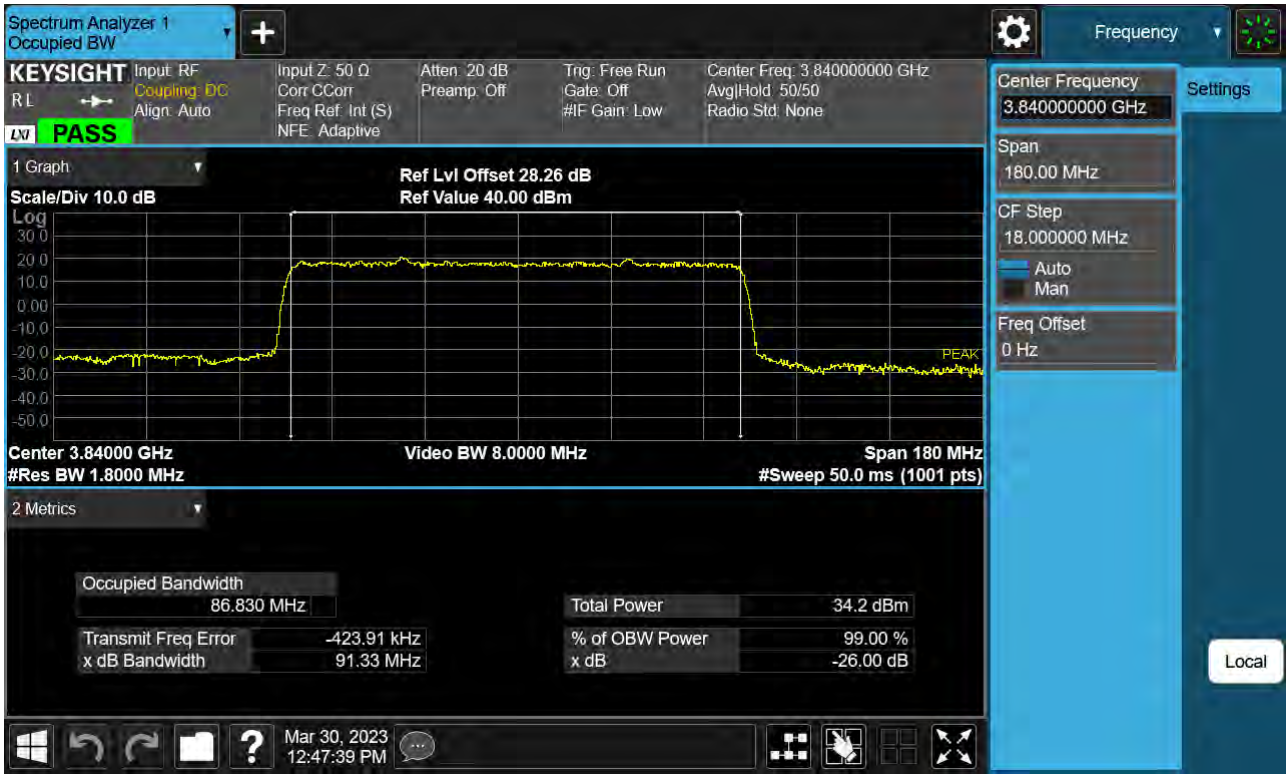 Spectrum Analyzer 1
Occupied BW
Frequency
KEYSIGHT
RL
LXI
PASS
Input: RF
Coupling: DC
Align: Auto
Input Z: 50 Ω
Corr CCorr
Freq Ref: Int (S)
NFE: Adaptive
Atten: 20 dB
Preamp: Off
Trig: Free Run
Gate: Off
#IF Gain: Low
Center Freq: 3.840000000 GHz
Avg|Hold: 50/50
Radio Std: None
Center Frequency
3.840000000 GHz
Settings
Span
180.00 MHz
CF Step
18.000000 MHz
Auto
Man
Freq Offset
0 Hz
Local
1 Graph
Scale/Div 10.0 dB
Ref Lvl Offset 28.26 dB
Ref Value 40.00 dBm
Log
30.0
20.0
10.0
0.00
-10.0
-20.0
-30.0
-40.0
-50.0
PEAK
Center 3.84000 GHz
#Res BW 1.8000 MHz
Video BW 8.0000 MHz
Span 180 MHz
#Sweep 50.0 ms (1001 pts)
2 Metrics
Occupied Bandwidth
86.830 MHz
Total Power 34.2 dBm
Transmit Freq Error -423.91 kHz
% of OBW Power 99.00 %
x dB Bandwidth 91.33 MHz
x dB -26.00 dB
?
Mar 30, 2023
12:47:39 PM